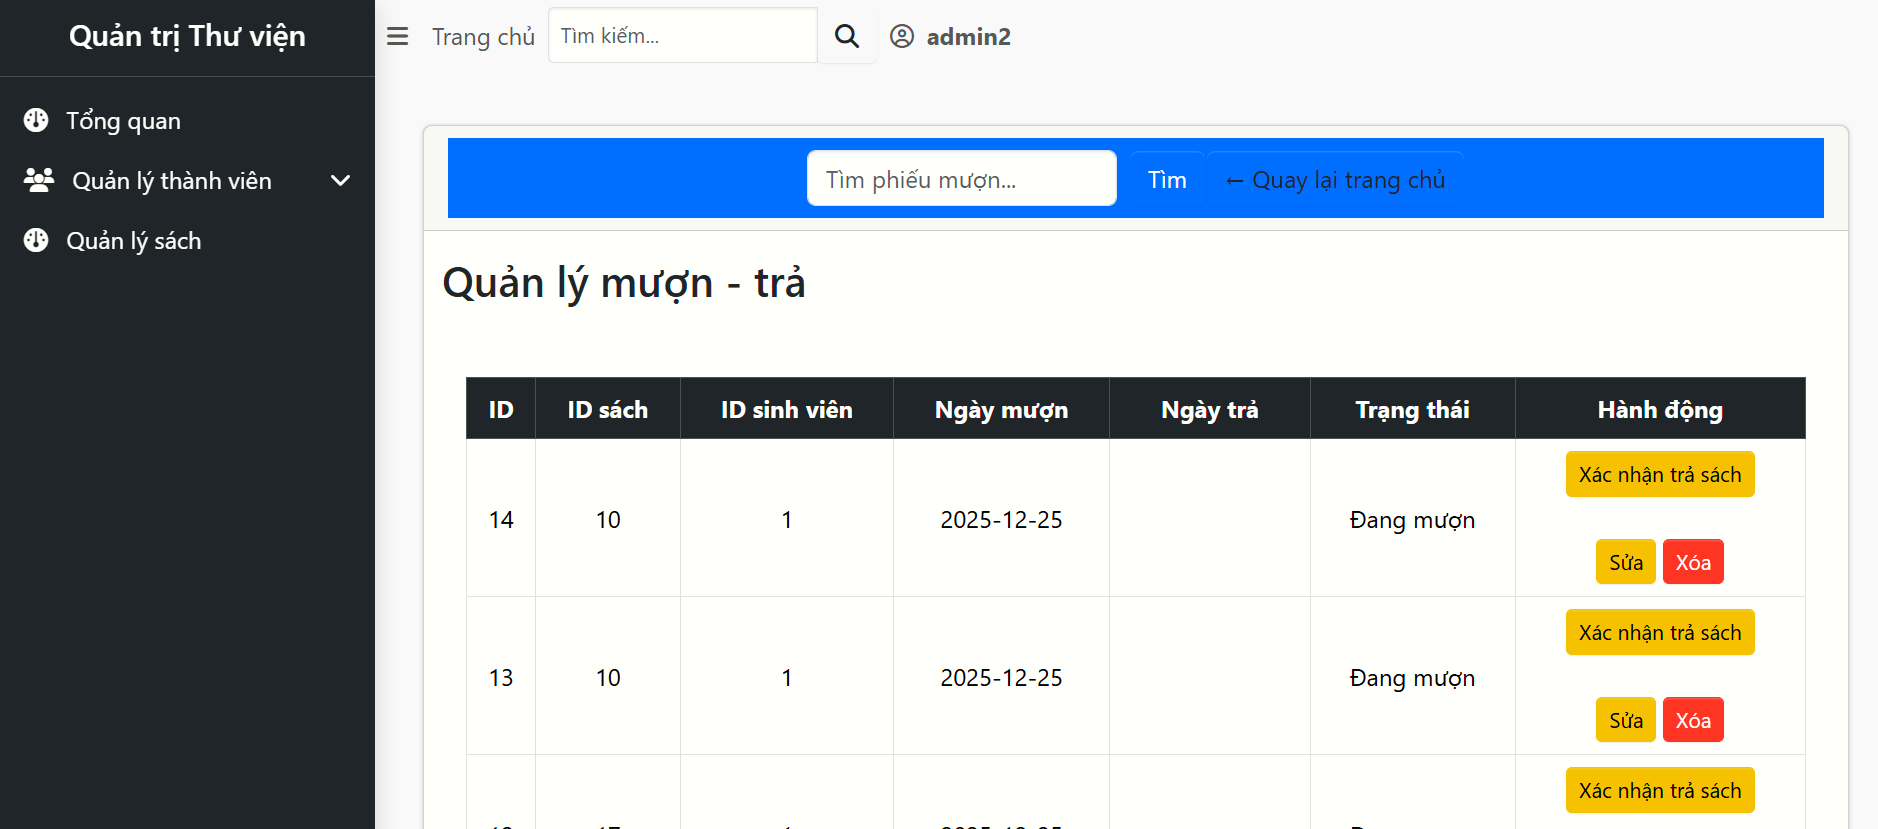 Quản trị Thư viện
Trang chủ
Tìm kiếm...
admin2
Tổng quan
Quản lý thành viên
Quản lý sách
Tìm phiếu mượn...
Tìm
← Quay lại trang chủ
Quản lý mượn - trả
ID ID sách ID sinh viên Ngày mượn Ngày trả Trạng thái Hành động
Xác nhận trả sách
14 10 1 2025-12-25 Đang mượn
Sửa Xóa
Xác nhận trả sách
13 10 1 2025-12-25 Đang mượn
Sửa Xóa
Xác nhận trả sách